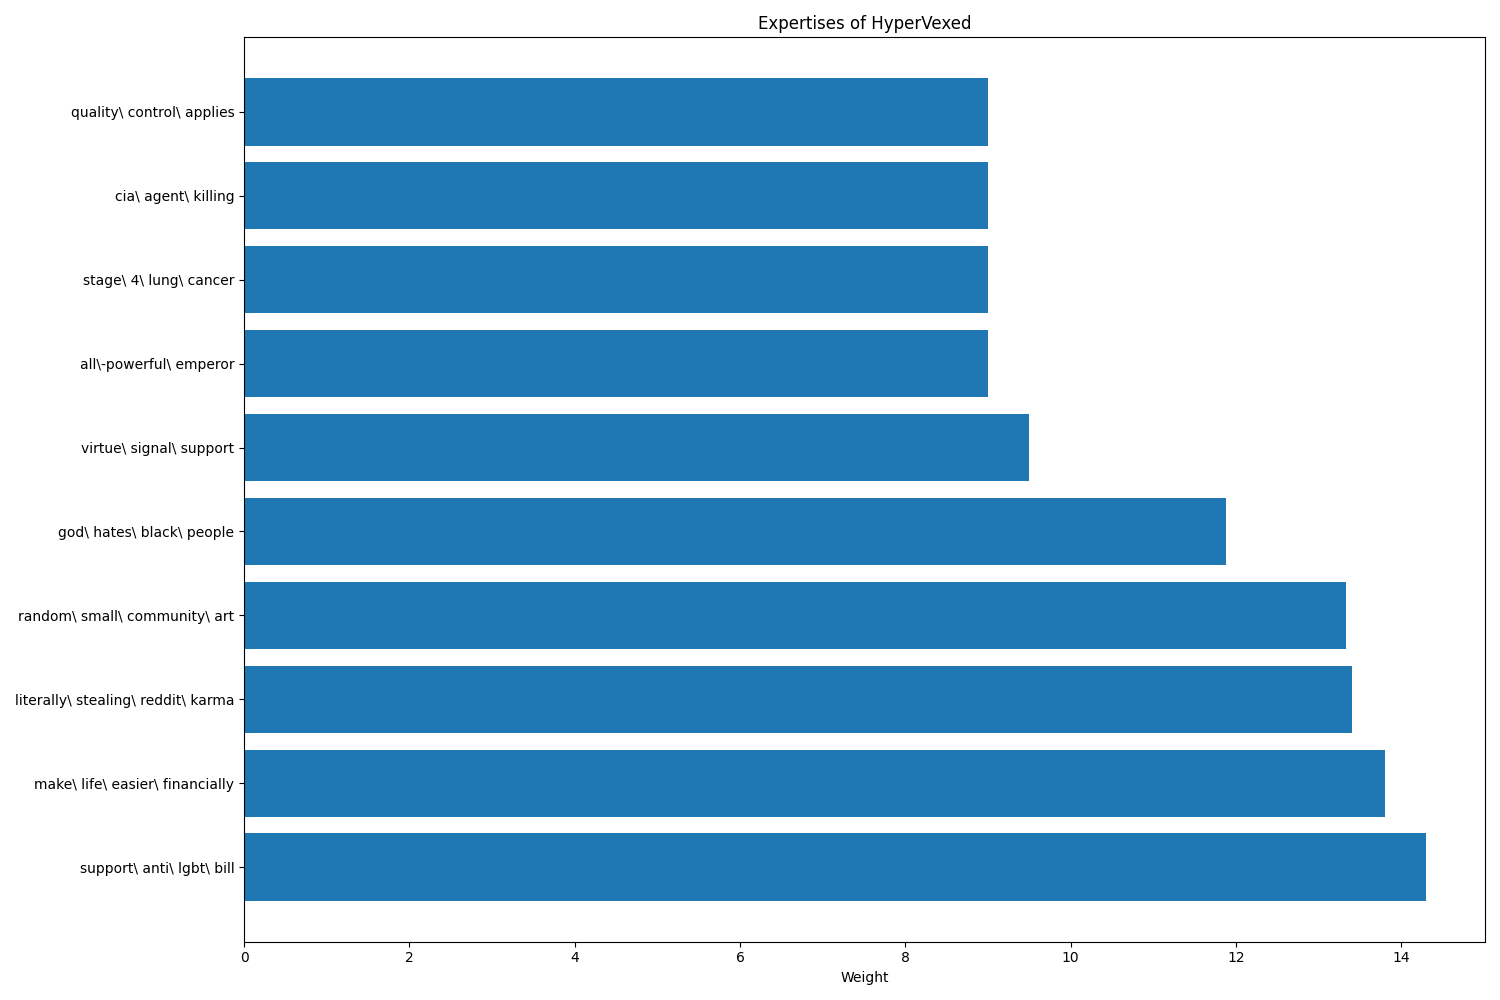 Expertises of HyperVexed
quality\ control\ applies
cia\ agent\ killing
stage\ 4\ lung\ cancer
all\-powerful\ emperor
virtue\ signal\ support
god\ hates\ black\ people
random\ small\ community\ art
literally\ stealing\ reddit\ karma
make\ life\ easier\ financially
support\ anti\ lgbt\ bill
0 2 4 6 8 10 12 14
Weight